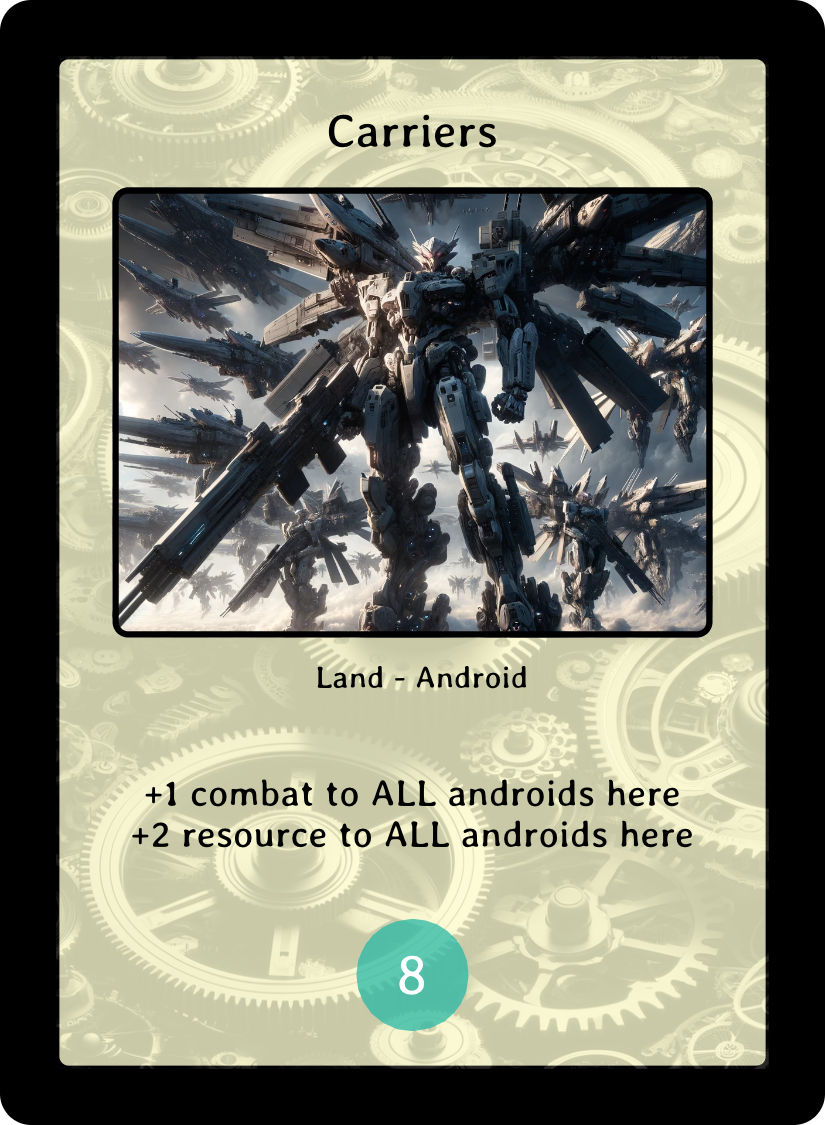 Carriers
Land - Android
+1 combat to ALL androids here
+2 resource to ALL androids here
8